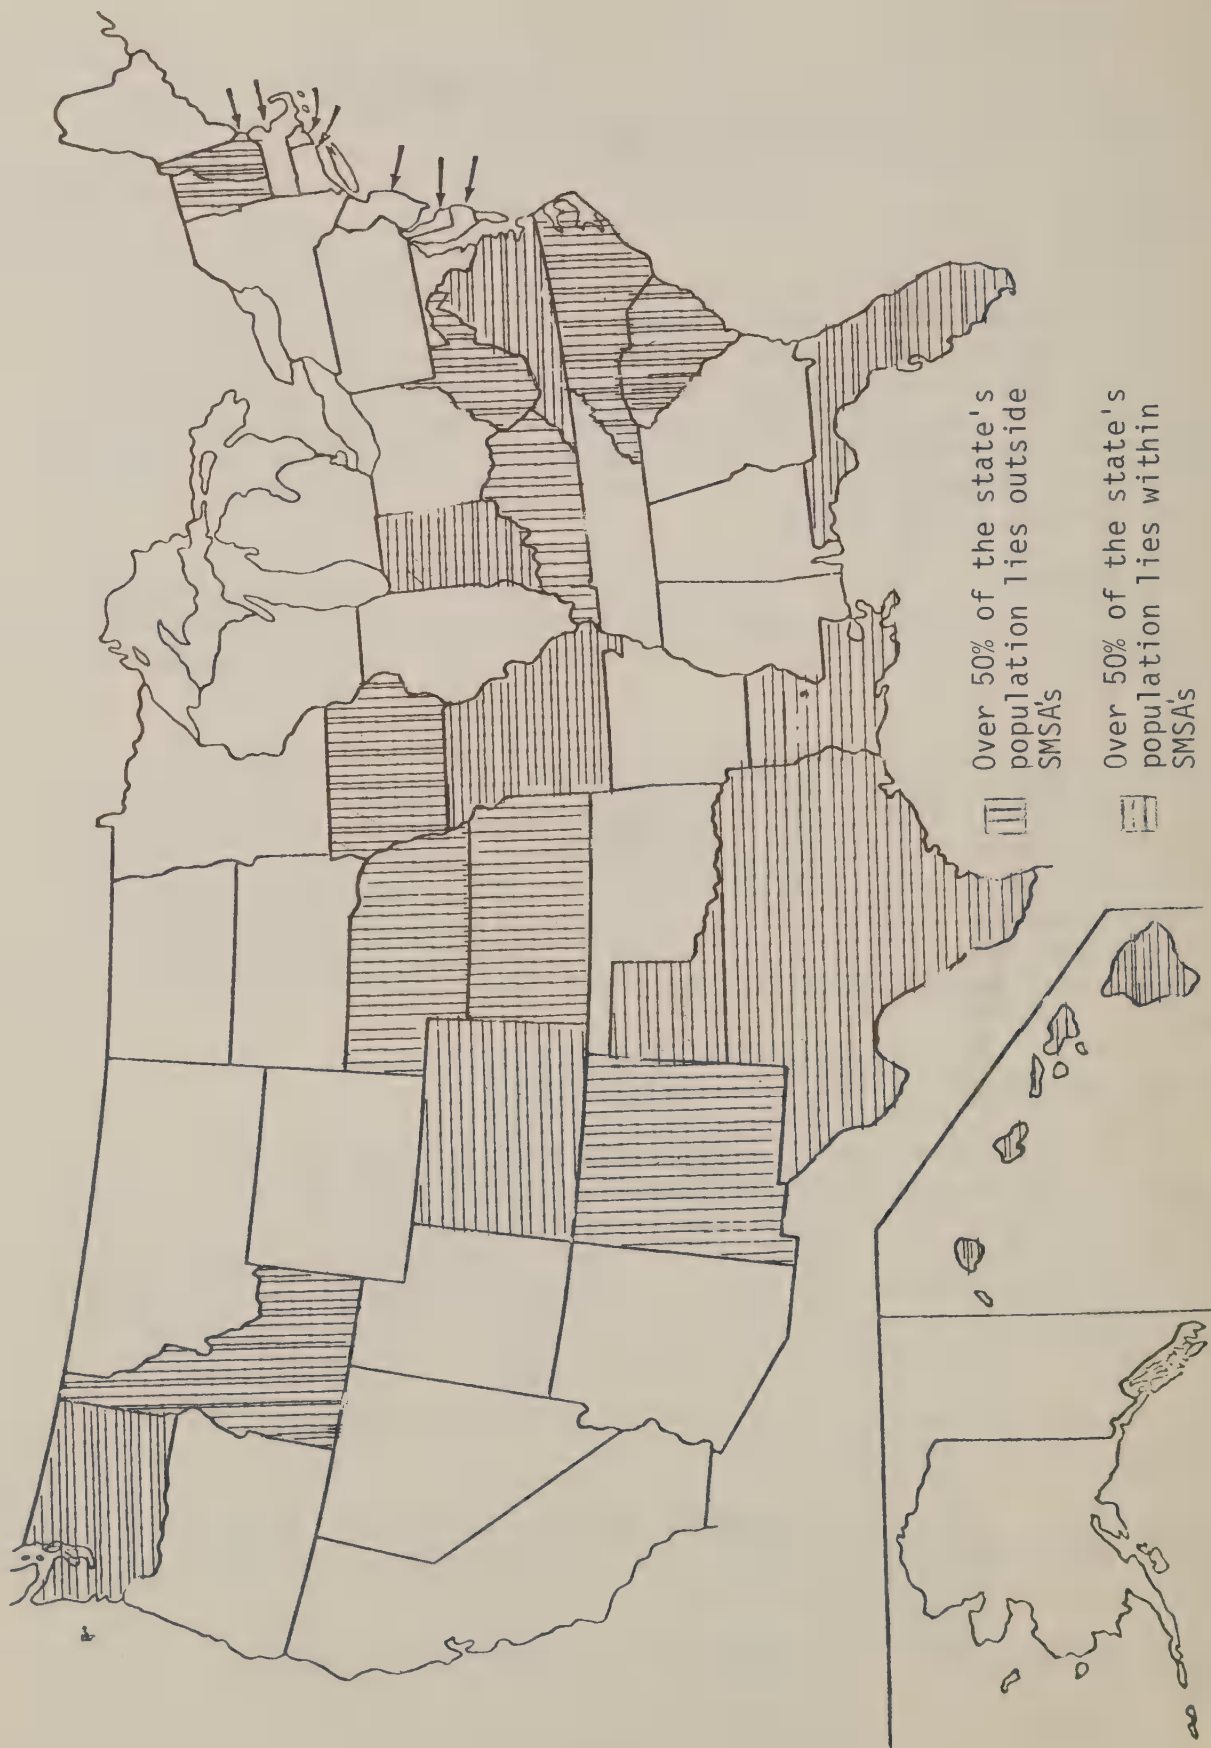 Over 50% of the state's
population lies outside
SMSA's
Over 50% of the state's
population lies within
SMSA's